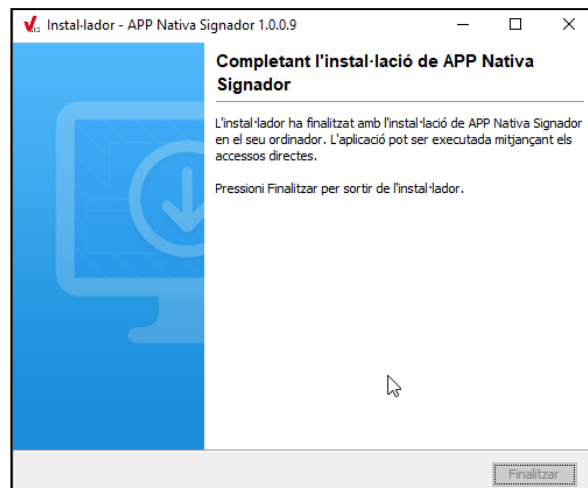 Instal·lador - APP Nativa Signador 1.0.0.9
Completant l'instal·lació de APP Nativa
Signador
L'instal·lador ha finalitzat amb l'instal·lació de APP Nativa Signador
en el seu ordinador. L'aplicació pot ser executada mitjançant els
accessos directes.
Pressioni Finalitzar per sortir de l'instal·lador.
Finalitzar